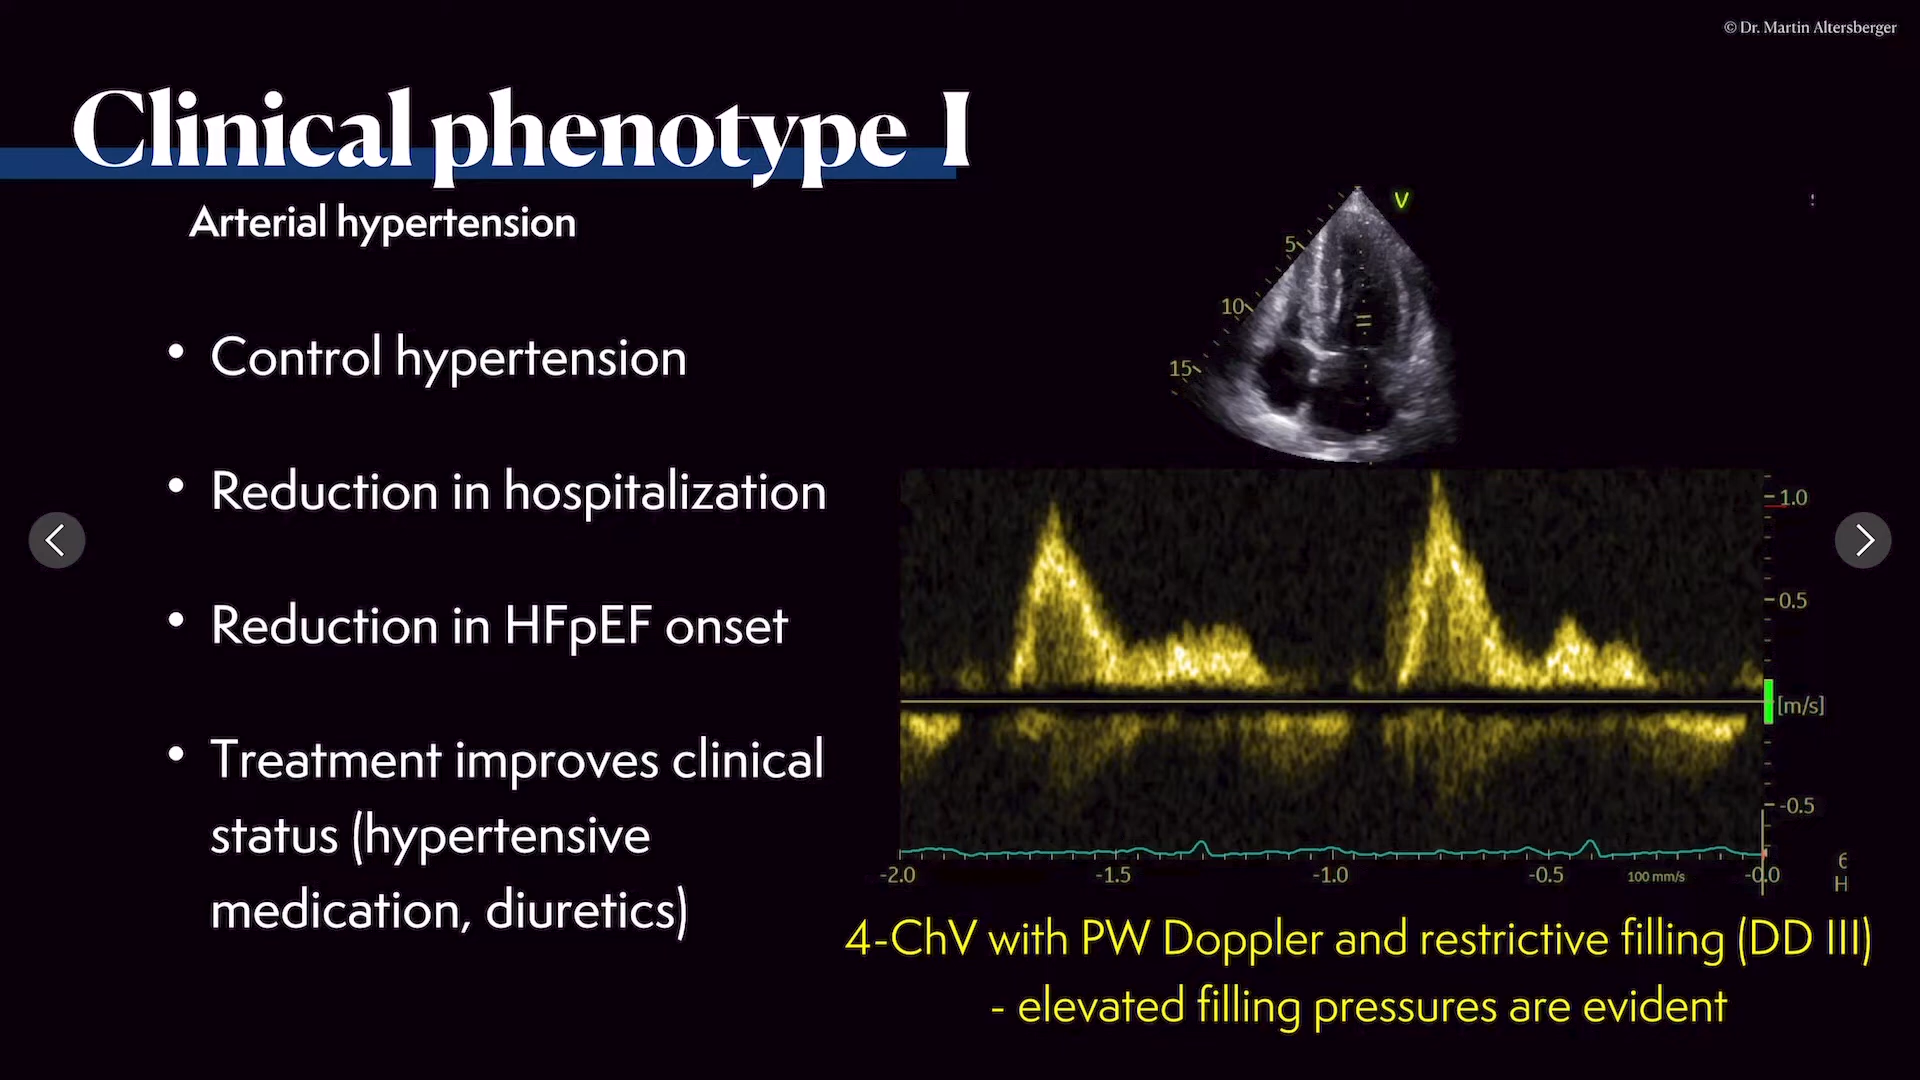 © Dr. Martin Altersberger
Clinical phenotype I
Arterial hypertension
• Control hypertension
• Reduction in hospitalization
• Reduction in HFpEF onset
• Treatment improves clinical
status (hypertensive
medication, diuretics)
V
5
10
15
1.0
0.5
[m/s]
-0.5
-2.0
-1.5
-1.0
-0.5
100 mm/s
-0.0
6
H
4-ChV with PW Doppler and restrictive filling (DD III)
- elevated filling pressures are evident